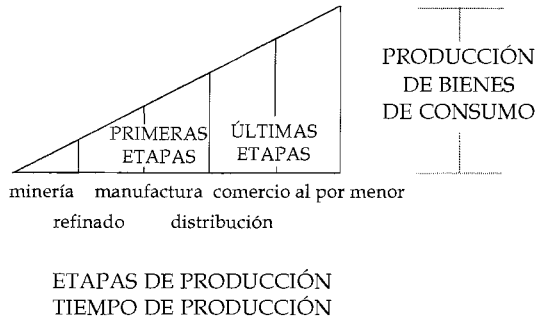 PRODUCCIÓN
DE BIENES
DE CONSUMO
PRIMERAS
ETAPAS
ÚLTIMAS
ETAPAS
minería manufactura comercio al por menor
refinado distribución
ETAPAS DE PRODUCCIÓN
TIEMPO DE PRODUCCIÓN